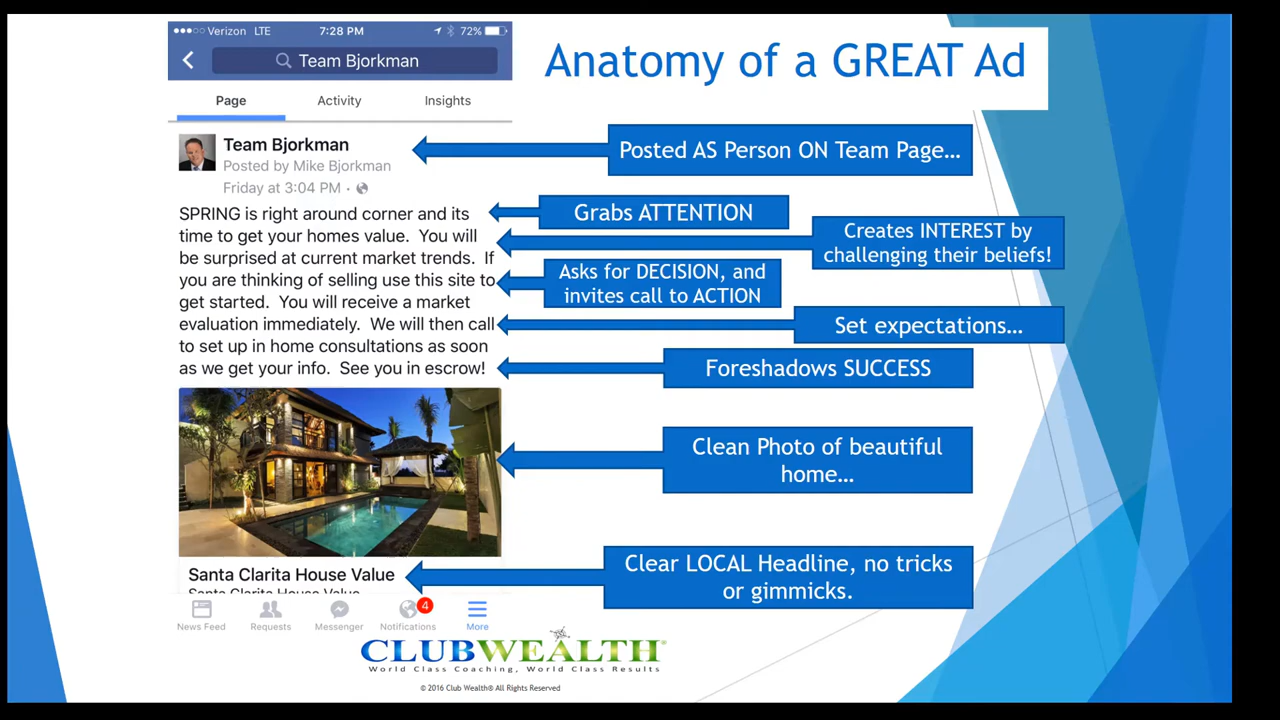 Verizon LTE 7:28 PM 72%
Team Bjorkman
Page Activity Insights
Team Bjorkman
Posted by Mike Bjorkman
Friday at 3:04 PM
SPRING is right around corner and its
time to get your homes value. You will
be surprised at current market trends. If
you are thinking of selling use this site to
get started. You will receive a market
evaluation immediately. We will then call
to set up in home consultations as soon
as we get your info. See you in escrow!
Santa Clarita House Value
Santa Clarita House Value
News Feed Requests Messenger Notifications 4 More
Anatomy of a GREAT Ad
Posted AS Person ON Team Page…
Grabs ATTENTION
Creates INTEREST by
challenging their beliefs!
Asks for DECISION, and
invites call to ACTION
Set expectations…
Foreshadows SUCCESS
Clean Photo of beautiful
home…
Clear LOCAL Headline, no tricks
or gimmicks.
CLUBWEALTH®
World Class Coaching, World Class Results
© 2016 Club Wealth® All Rights Reserved